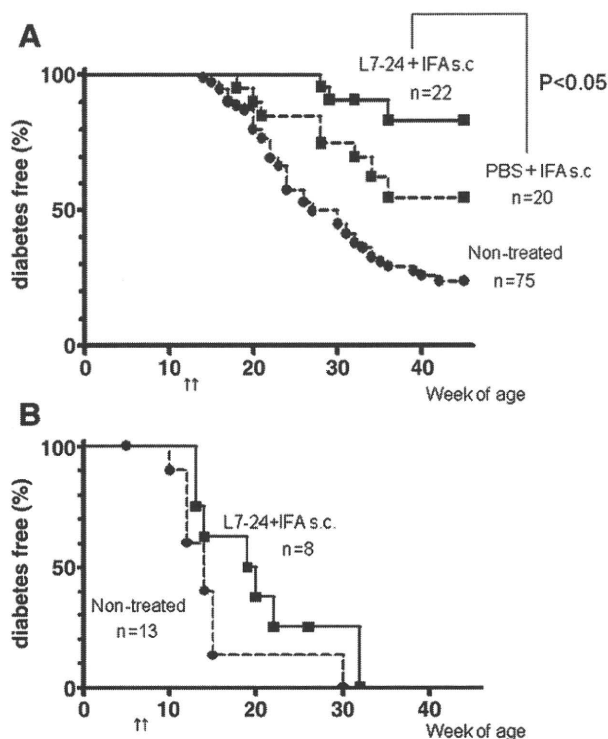 A
L7-24+IFA s.c
n=22
P<0.05
PBS+IFA s.c
n=20
Non-treated
n=75
diabetes free (%)
100
50
0
0
10
20
30
40
↑↑
Week of age
B
L7-24+IFA s.c.
n=8
Non-treated
n=13
diabetes free (%)
100
50
0
0
10
20
30
40
↑↑
Week of age